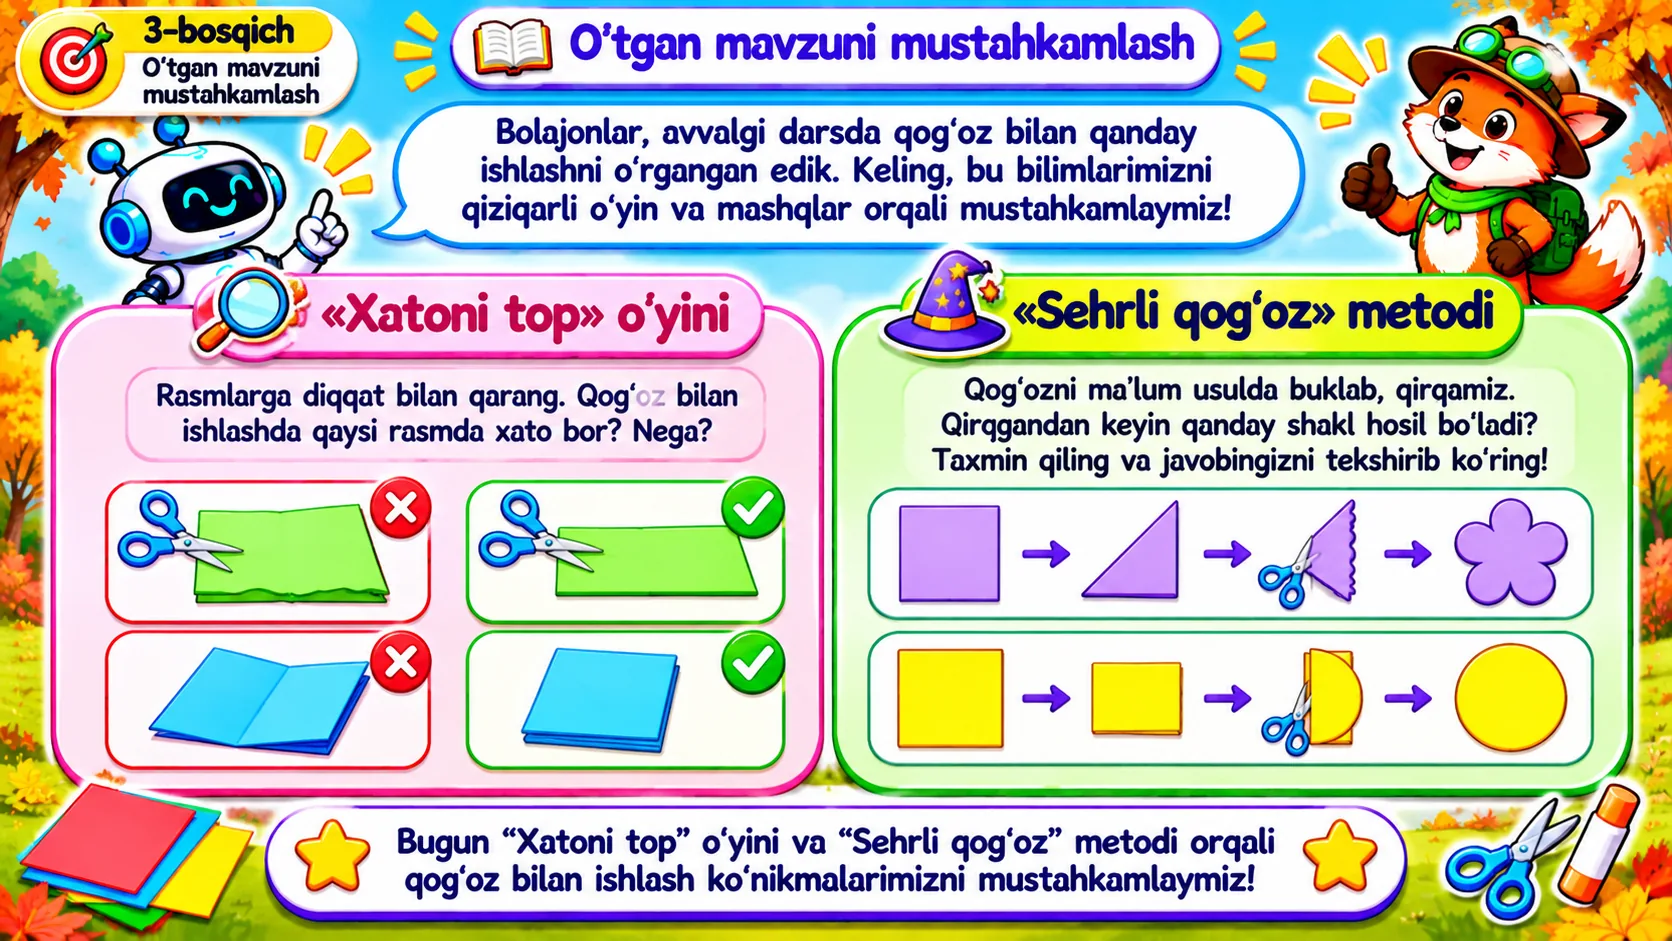 3-bosqich
O‘tgan mavzuni
mustahkamlash
O‘tgan mavzuni mustahkamlash
Bolajonlar, avvalgi darsda qog‘oz bilan qanday
ishlashni o‘rgangan edik. Keling, bu bilimlarimizni
qiziqarli o‘yin va mashqlar orqali mustahkamlaymiz!
«Xatoni top» o‘yini
Rasmlarga diqqat bilan qarang. Qog‘oz bilan
ishlashda qaysi rasmda xato bor? Nega?
«Sehrli qog‘oz» metodi
Qog‘ozni ma’lum usulda buklab, qirqamiz.
Qirqgandan keyin qanday shakl hosil bo‘ladi?
Taxmin qiling va javobingizni tekshirib ko‘ring!
Bugun “Xatoni top” o‘yini va “Sehrli qog‘oz” metodi orqali
qog‘oz bilan ishlash ko‘nikmalarimizni mustahkamlaymiz!